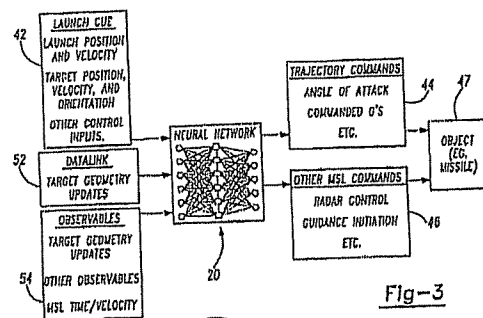 42
LAUNCH CUE
LAUNCH POSITION
AND VELOCITY
TARGET POSITION,
VELOCITY, AND
ORIENTATION
OTHER CONTROL
INPUTS.
52
DATALINK
TARGET GEOMETRY
UPDATES
54
OBSERVABLES
TARGET GEOMETRY
UPDATES
OTHER OBSERVABLES
MSL TIME/VELOCITY
NEURAL NETWORK
20
TRAJECTORY COMMANDS
ANGLE OF ATTACK
COMMANDED G'S
ETC.
44
OTHER MSL COMMANDS
RADAR CONTROL
GUIDANCE INITIATION
ETC.
46
47
OBJECT
(EG.
MISSILE)
Fig-3